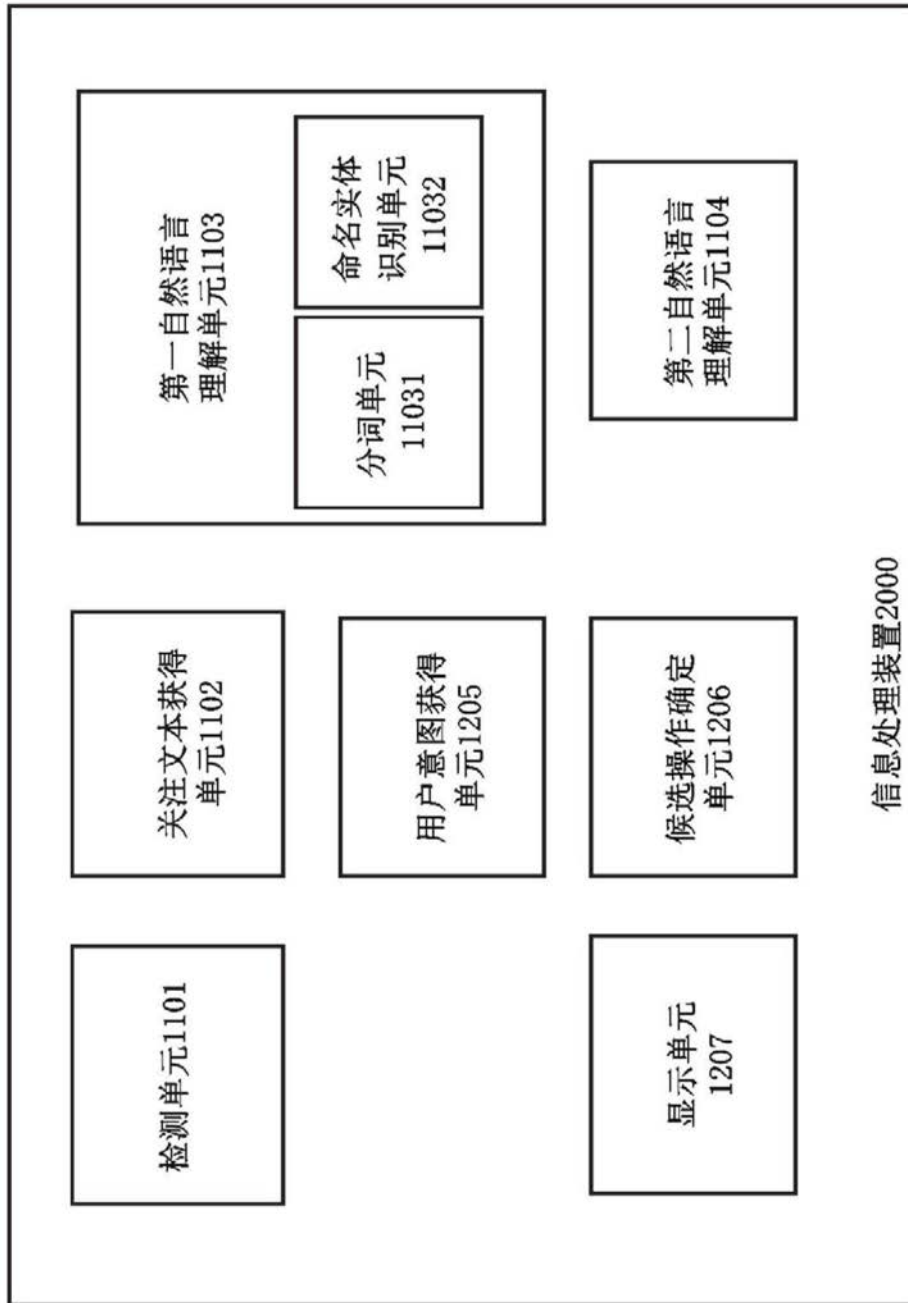 检测单元1101
关注文本获得
单元1102
第一自然语言
理解单元1103
分词单元
11031
命名实体
识别单元
11032
用户意图获得
单元1205
显示单元
1207
候选操作确定
单元1206
第二自然语言
理解单元1104
信息处理装置2000